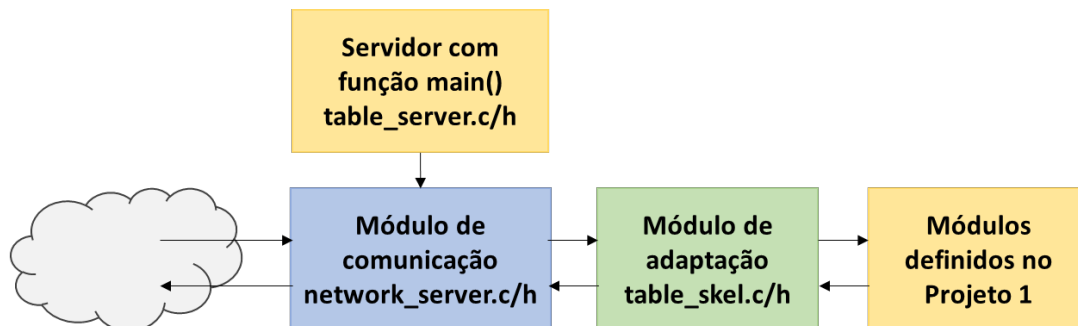 Servidor com
função main()
table_server.c/h
Módulo de
comunicação
network_server.c/h
Módulo de
adaptação
table_skel.c/h
Módulos
definidos no
Projeto 1